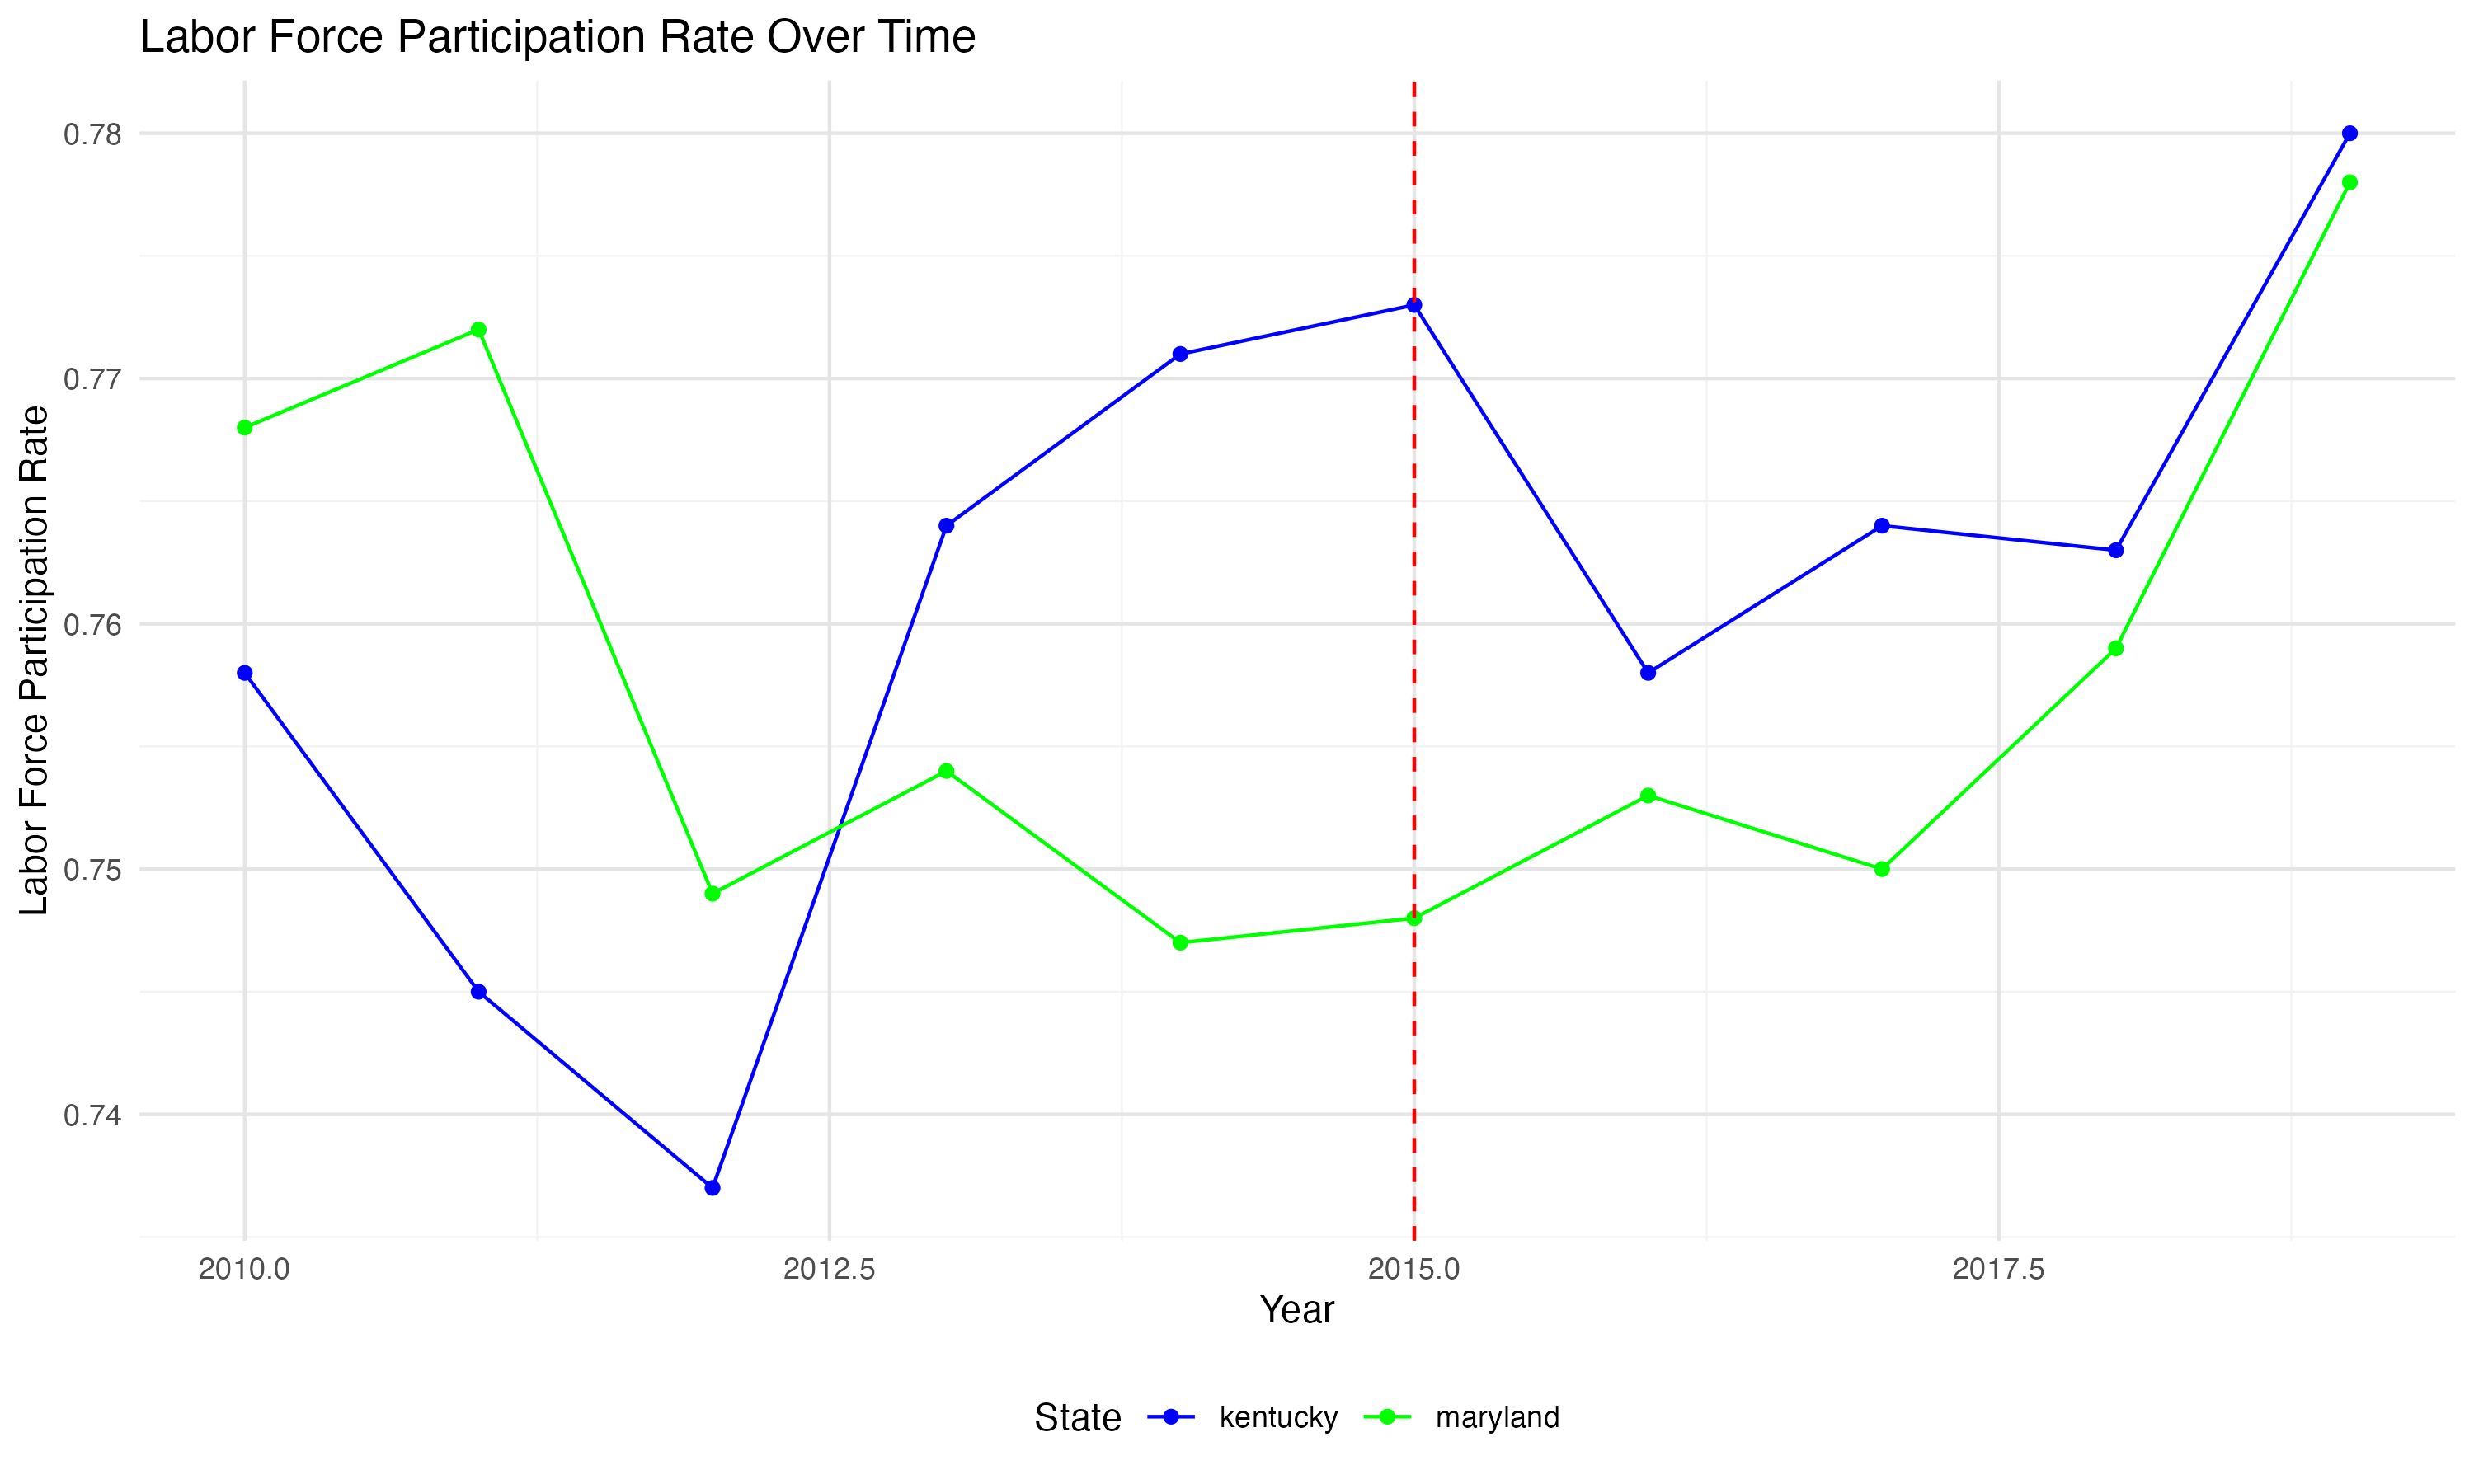 Labor Force Participation Rate Over Time
Labor Force Participation Rate
0.78
0.77
0.76
0.75
0.74
2010.0 2012.5 2015.0 2017.5
Year
State kentucky maryland